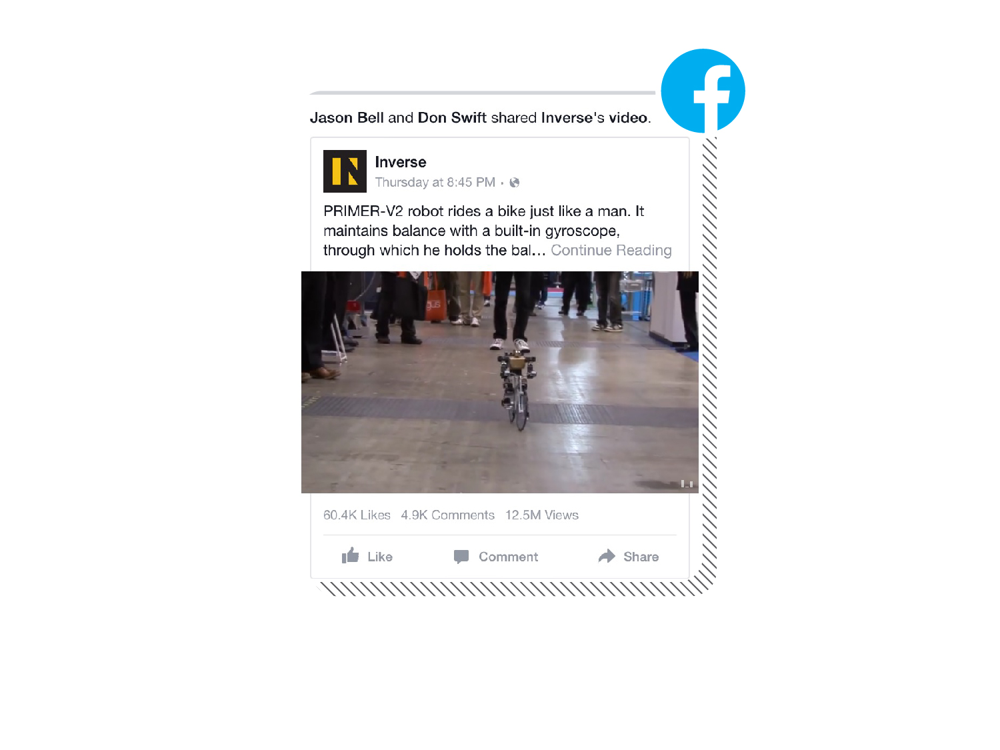 Jason Bell and Don Swift shared Inverse's video.
Inverse
Thursday at 8:45 PM ·
PRIMER-V2 robot rides a bike just like a man. It
maintains balance with a built-in gyroscope,
through which he holds the bal... Continue Reading
60.4K Likes 4.9K Comments 12.5M Views
Like Comment Share